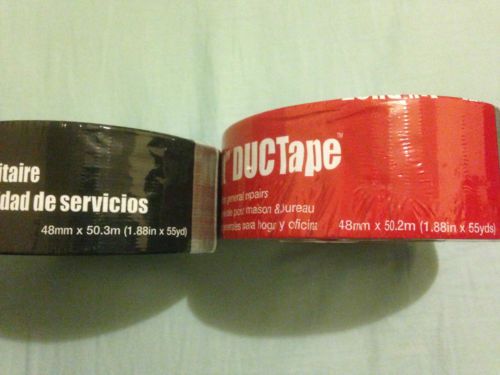 itaire
dad de servicios
48mm x 50.3m (1.88in x 55yd)
DUCTape™
general repairs
pour maison & bureau
para hogar y oficina
48mm x 50.2m (1.88in x 55yds)